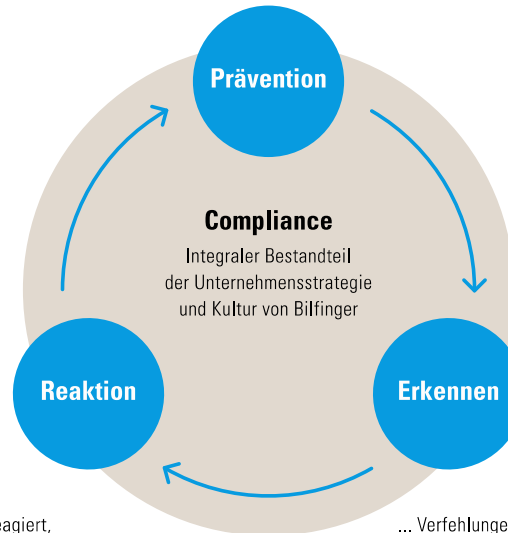 Prävention
Compliance
Integraler Bestandteil
der Unternehmensstrategie
und Kultur von Bilfinger
Reaktion
Erkennen
... Verfehlunge